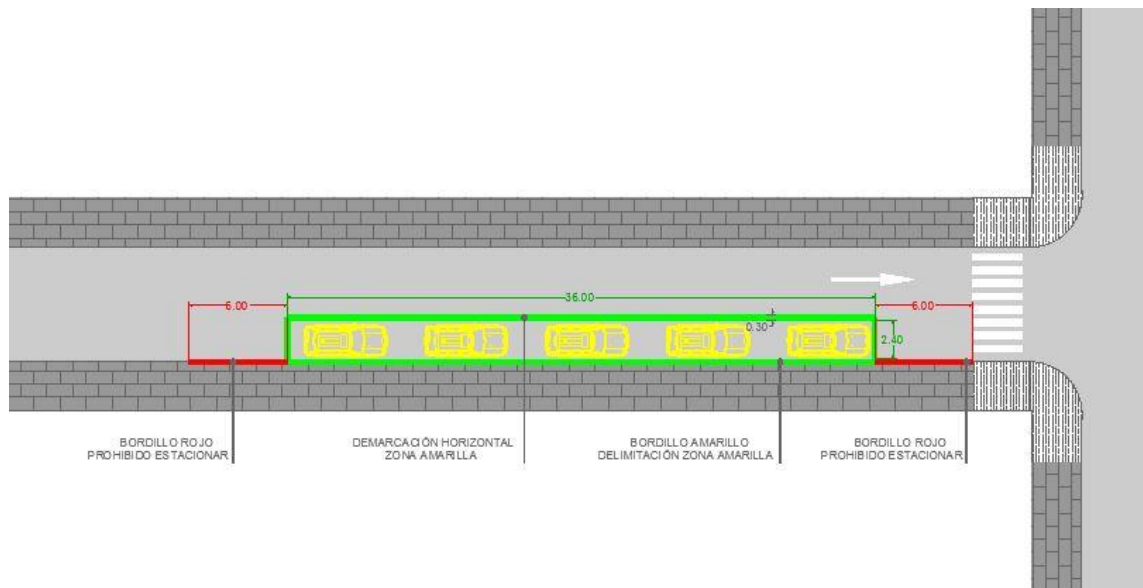 6.00
36.00
6.00
0.30
2.40
BORDILLO ROJO
PROHIBIDO ESTACIONAR
DEMARCACIÓN HORIZONTAL
ZONA AMARILLA
BORDILLO AMARILLO
DELIMITACIÓN ZONA AMARILLA
BORDILLO ROJO
PROHIBIDO ESTACIONAR